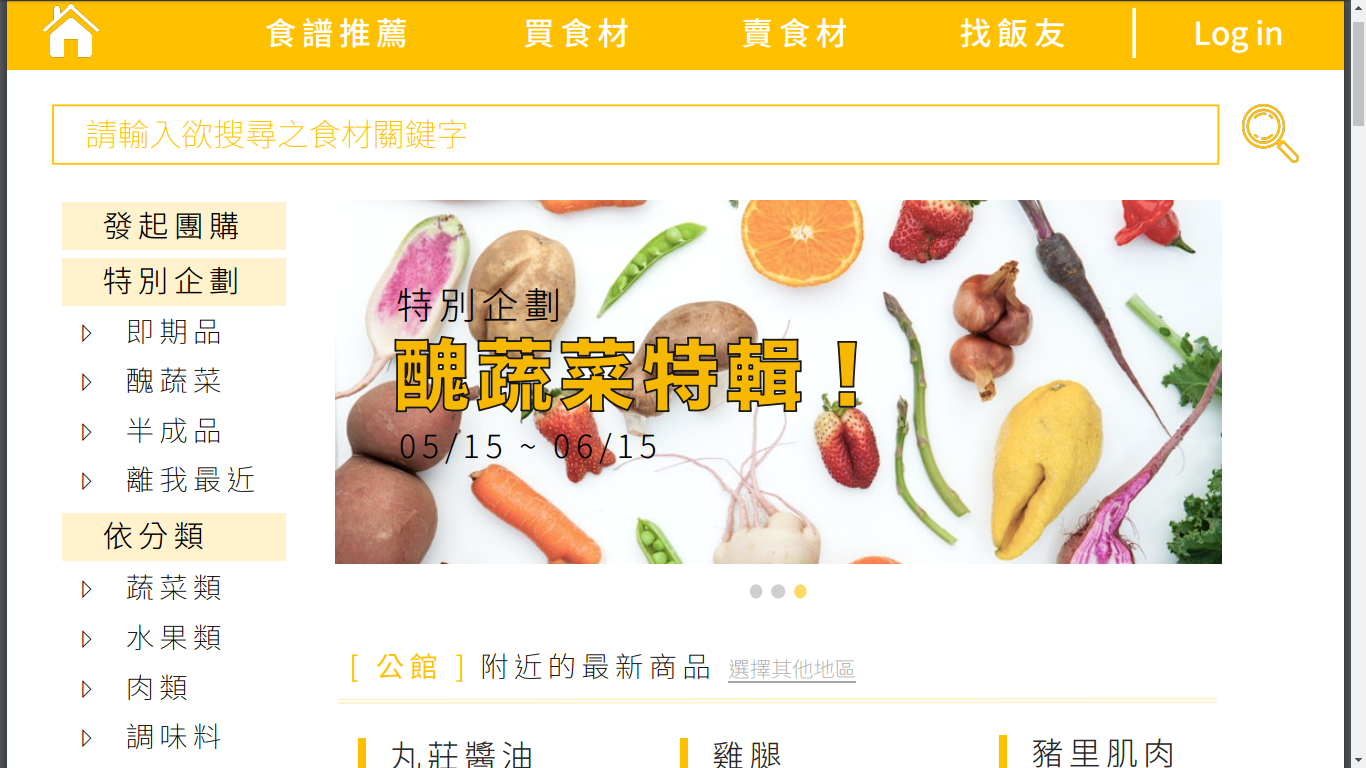 食譜推薦 買食材 賣食材 找飯友 Log in
請輸入欲搜尋之食材關鍵字
發起團購
特別企劃
即期品
醜蔬菜
半成品
離我最近
依分類
蔬菜類
水果類
肉類
調味料
特別企劃
醜蔬菜特輯！
05/15 ~ 06/15
[ 公館 ] 附近的最新商品 選擇其他地區
丸莊醬油 雞腿 豬里肌肉